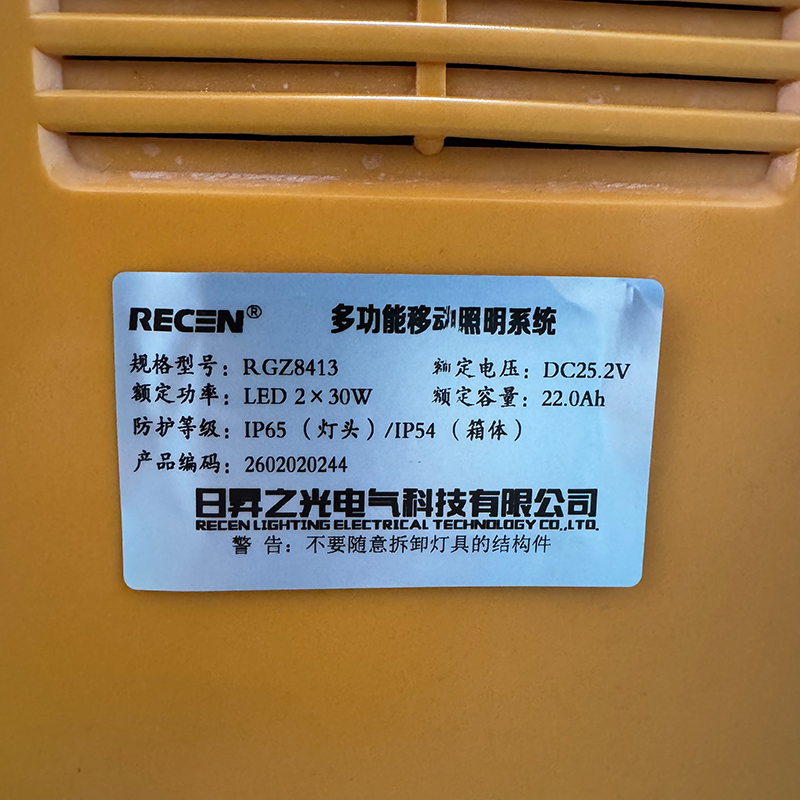 RECEN® 多功能移动照明系统
规格型号：RGZ8413 额定电压：DC25.2V
额定功率：LED 2×30W 额定容量：22.0Ah
防护等级：IP65（灯头）/IP54（箱体）
产品编码：2602020244
日昇之光电气科技有限公司
RECEN LIGHTING ELECTRICAL TECHNOLOGY CO.,LTD.
警 告：不要随意拆卸灯具的结构件